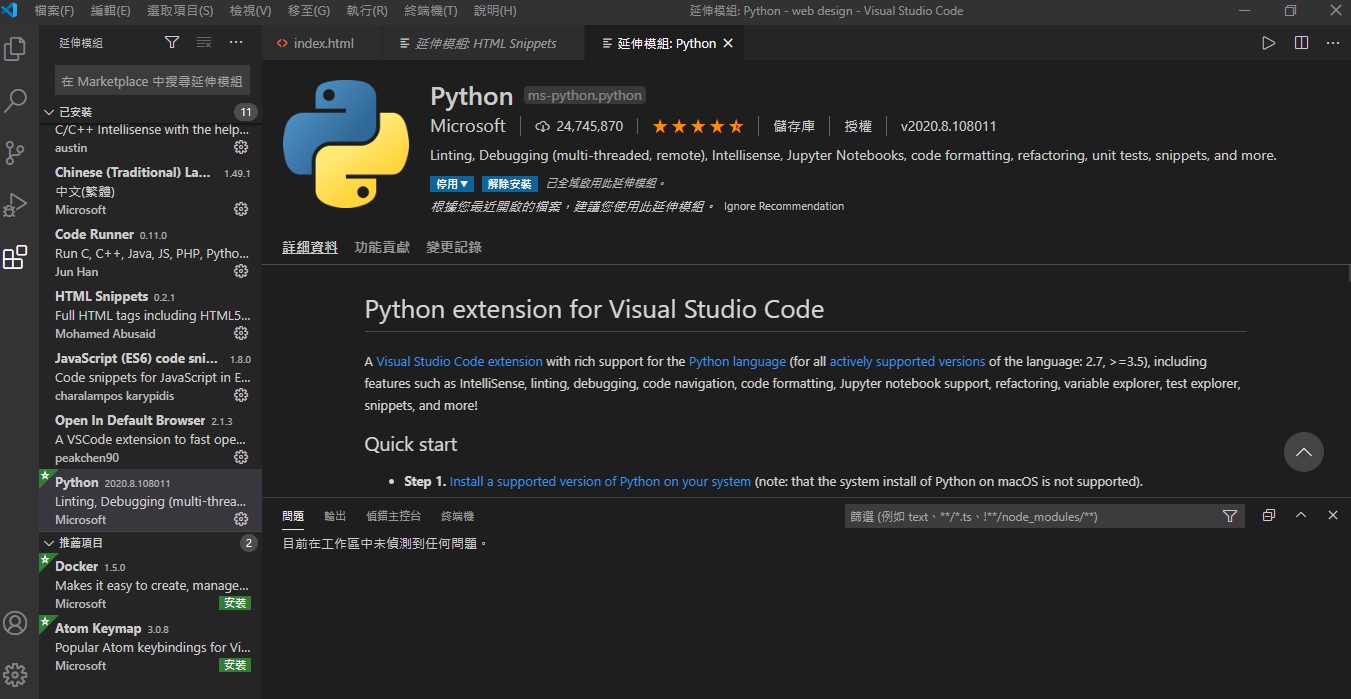 檔案(F) 編輯(E) 選取項目(S) 檢視(V) 移至(G) 執行(R) 終端機(T) 說明(H) 延伸模組: Python - web design - Visual Studio Code
延伸模組
index.html 延伸模組: HTML Snippets 延伸模組: Python
在 Marketplace 中搜尋延伸模組
已安裝 11
C/C++ Intellisense with the help...
austin
Chinese (Traditional) La... 1.49.1
中文(繁體)
Microsoft
Code Runner 0.11.0
Run C, C++, Java, JS, PHP, Pytho...
Jun Han
HTML Snippets 0.2.1
Full HTML tags including HTML5...
Mohamed Abusaid
JavaScript (ES6) code sni... 1.8.0
Code snippets for JavaScript in E...
charalampos karypidis
Open In Default Browser 2.1.3
A VSCode extension to fast ope...
peakchen90
Python 2020.8.108011
Linting, Debugging (multi-threa...
Microsoft
推薦項目 2
Docker 1.5.0
Makes it easy to create, manage...
Microsoft 安裝
Atom Keymap 3.0.8
Popular Atom keybindings for Vi...
Microsoft 安裝
Python ms-python.python
Microsoft 24,745,870 儲存庫 授權 v2020.8.108011
Linting, Debugging (multi-threaded, remote), Intellisense, Jupyter Notebooks, code formatting, refactoring, unit tests, snippets, and more.
停用 解除安裝 已全域啟用此延伸模組。
根據您最近開啟的檔案，建議您使用此延伸模組。 Ignore Recommendation
詳細資料 功能貢獻 變更記錄
Python extension for Visual Studio Code
A Visual Studio Code extension with rich support for the Python language (for all actively supported versions of the language: 2.7, >=3.5), including
features such as IntelliSense, linting, debugging, code navigation, code formatting, Jupyter notebook support, refactoring, variable explorer, test explorer,
snippets, and more!
Quick start
• Step 1. Install a supported version of Python on your system (note: that the system install of Python on macOS is not supported).
問題 輸出 偵錯主控台 終端機 篩選 (例如 text、**/*.ts、!**/node_modules/**)
目前在工作區中未偵測到任何問題。